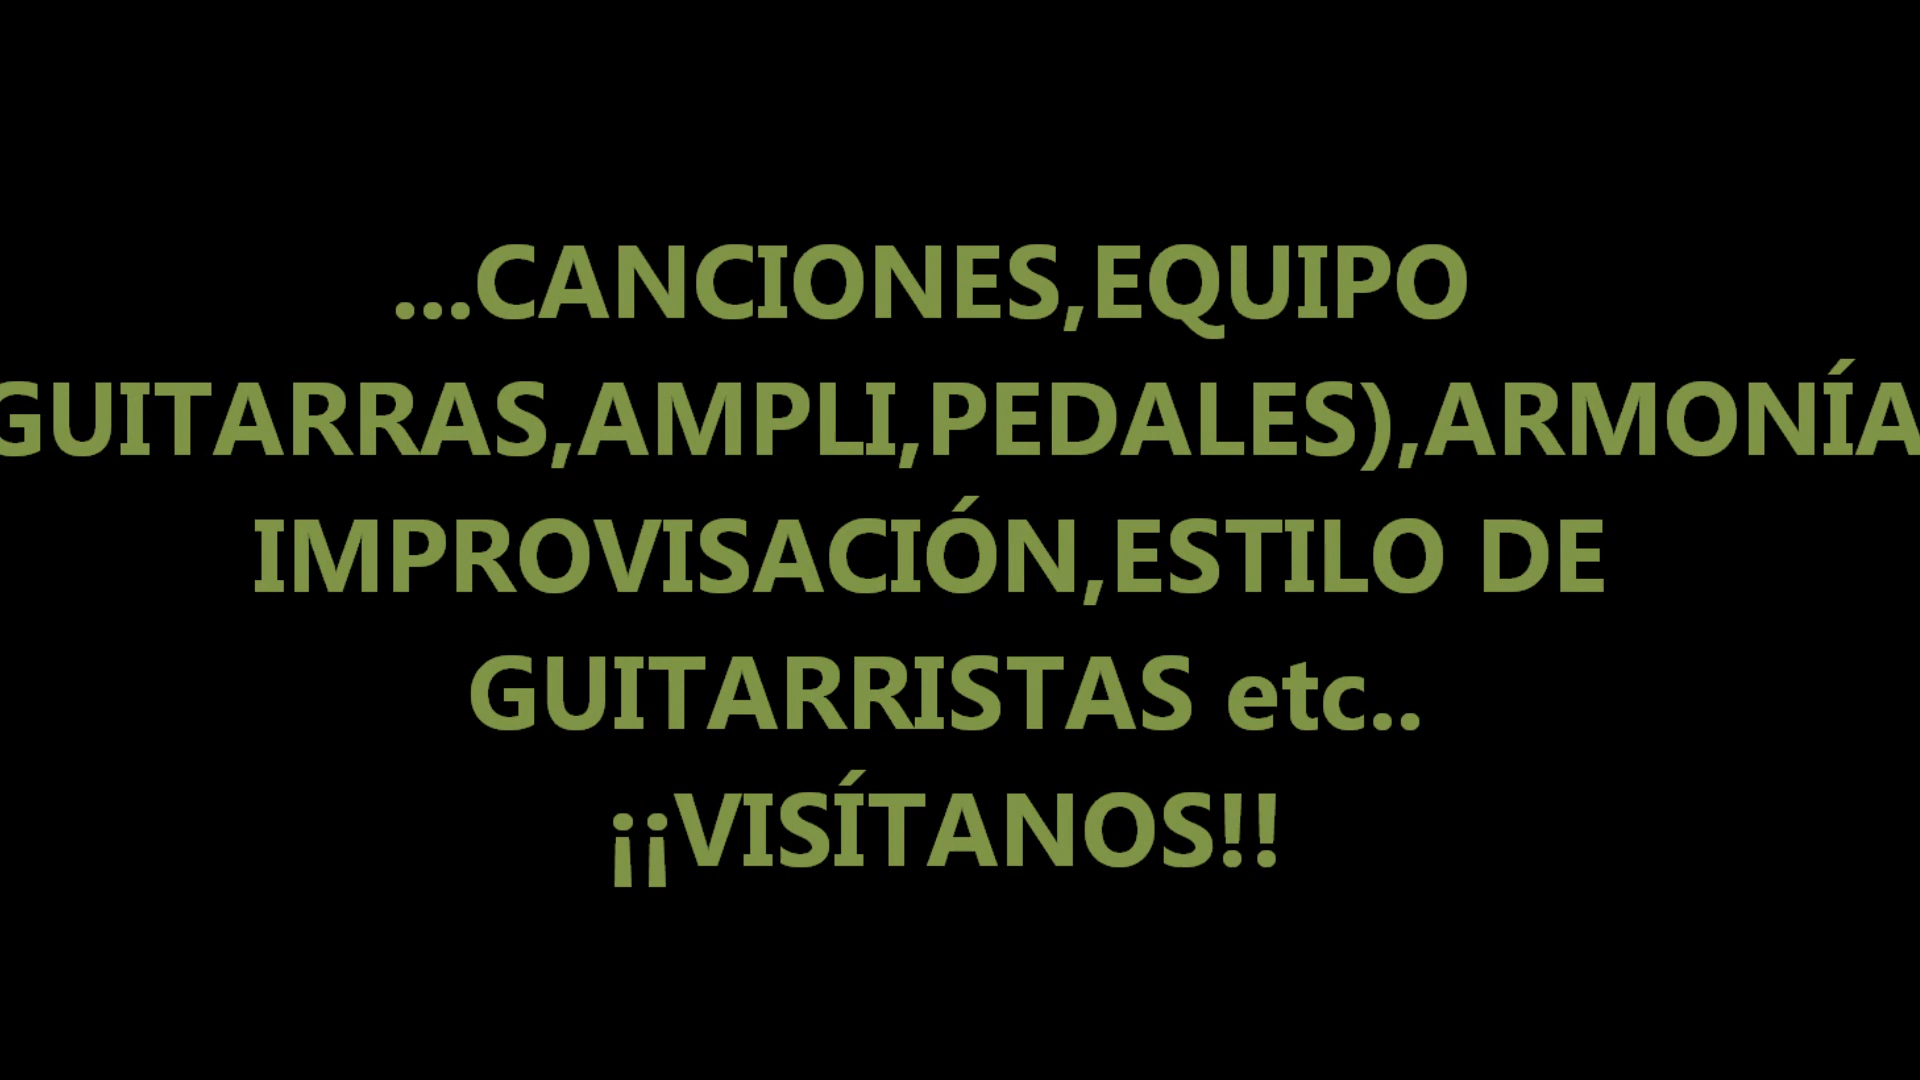 ...CANCIONES,EQUIPO
GUITARRAS,AMPLI,PEDALES),ARMONÍA
IMPROVISACIÓN,ESTILO DE
GUITARRISTAS etc..
¡¡VISÍTANOS!!